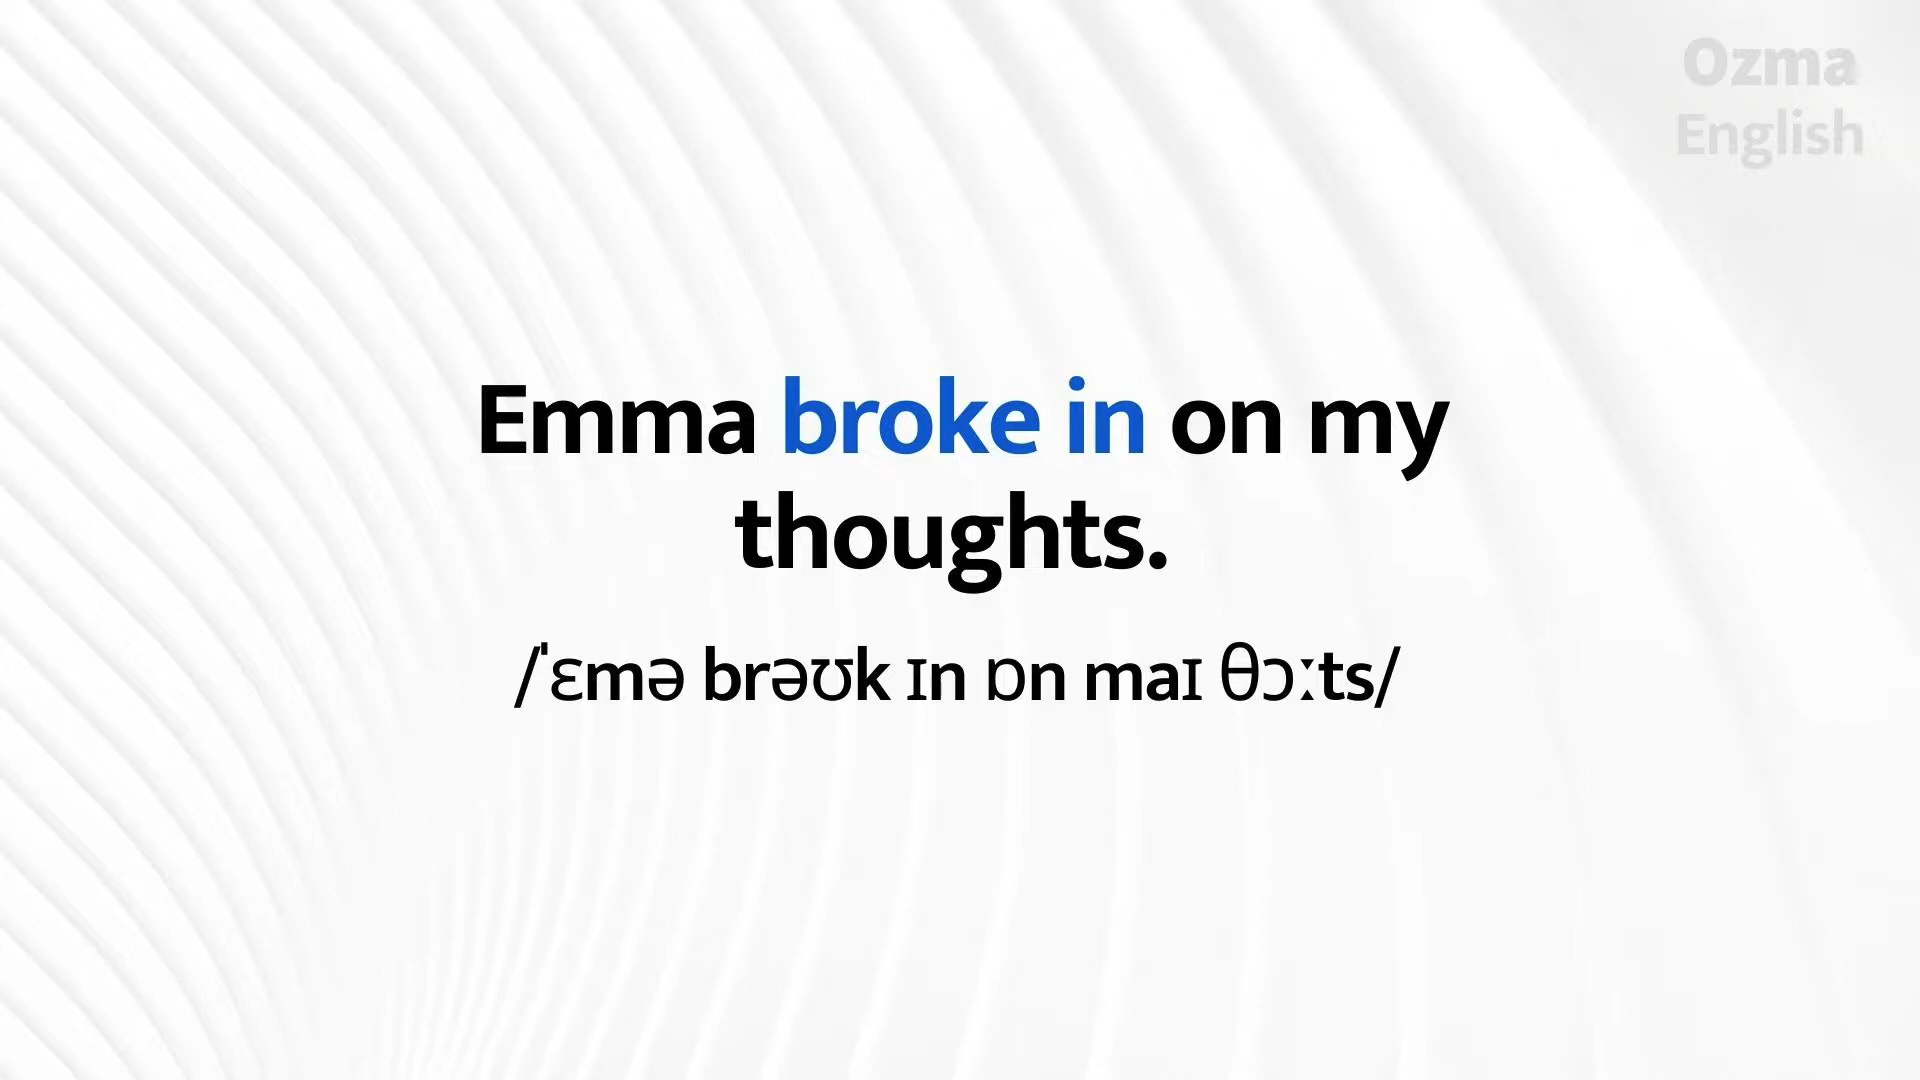 Ozma
English
Emma broke in on my
thoughts.
/ˈɛmə brəʊk ɪn ɒn maɪ θɔːts/